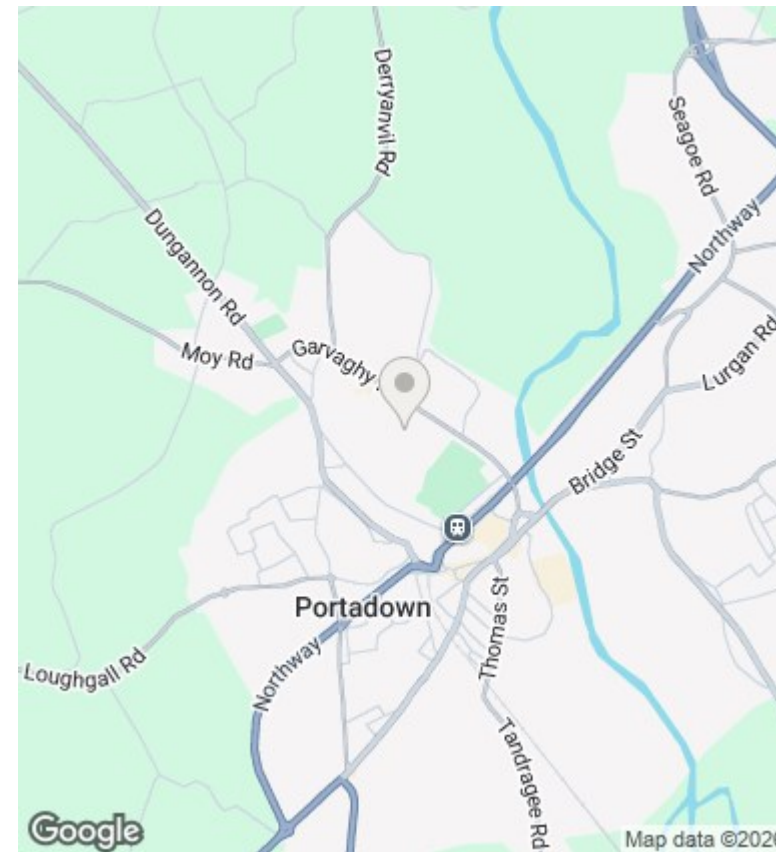 Derryanvil Rd
Seagoe Rd
Northway
Dungannon Rd
Moy Rd
Garvaghy
Lurgan Rd
Bridge St
Portadown
Thomas St
Loughgall Rd
Northway
Tandragee Rd
Google
Map data ©2020